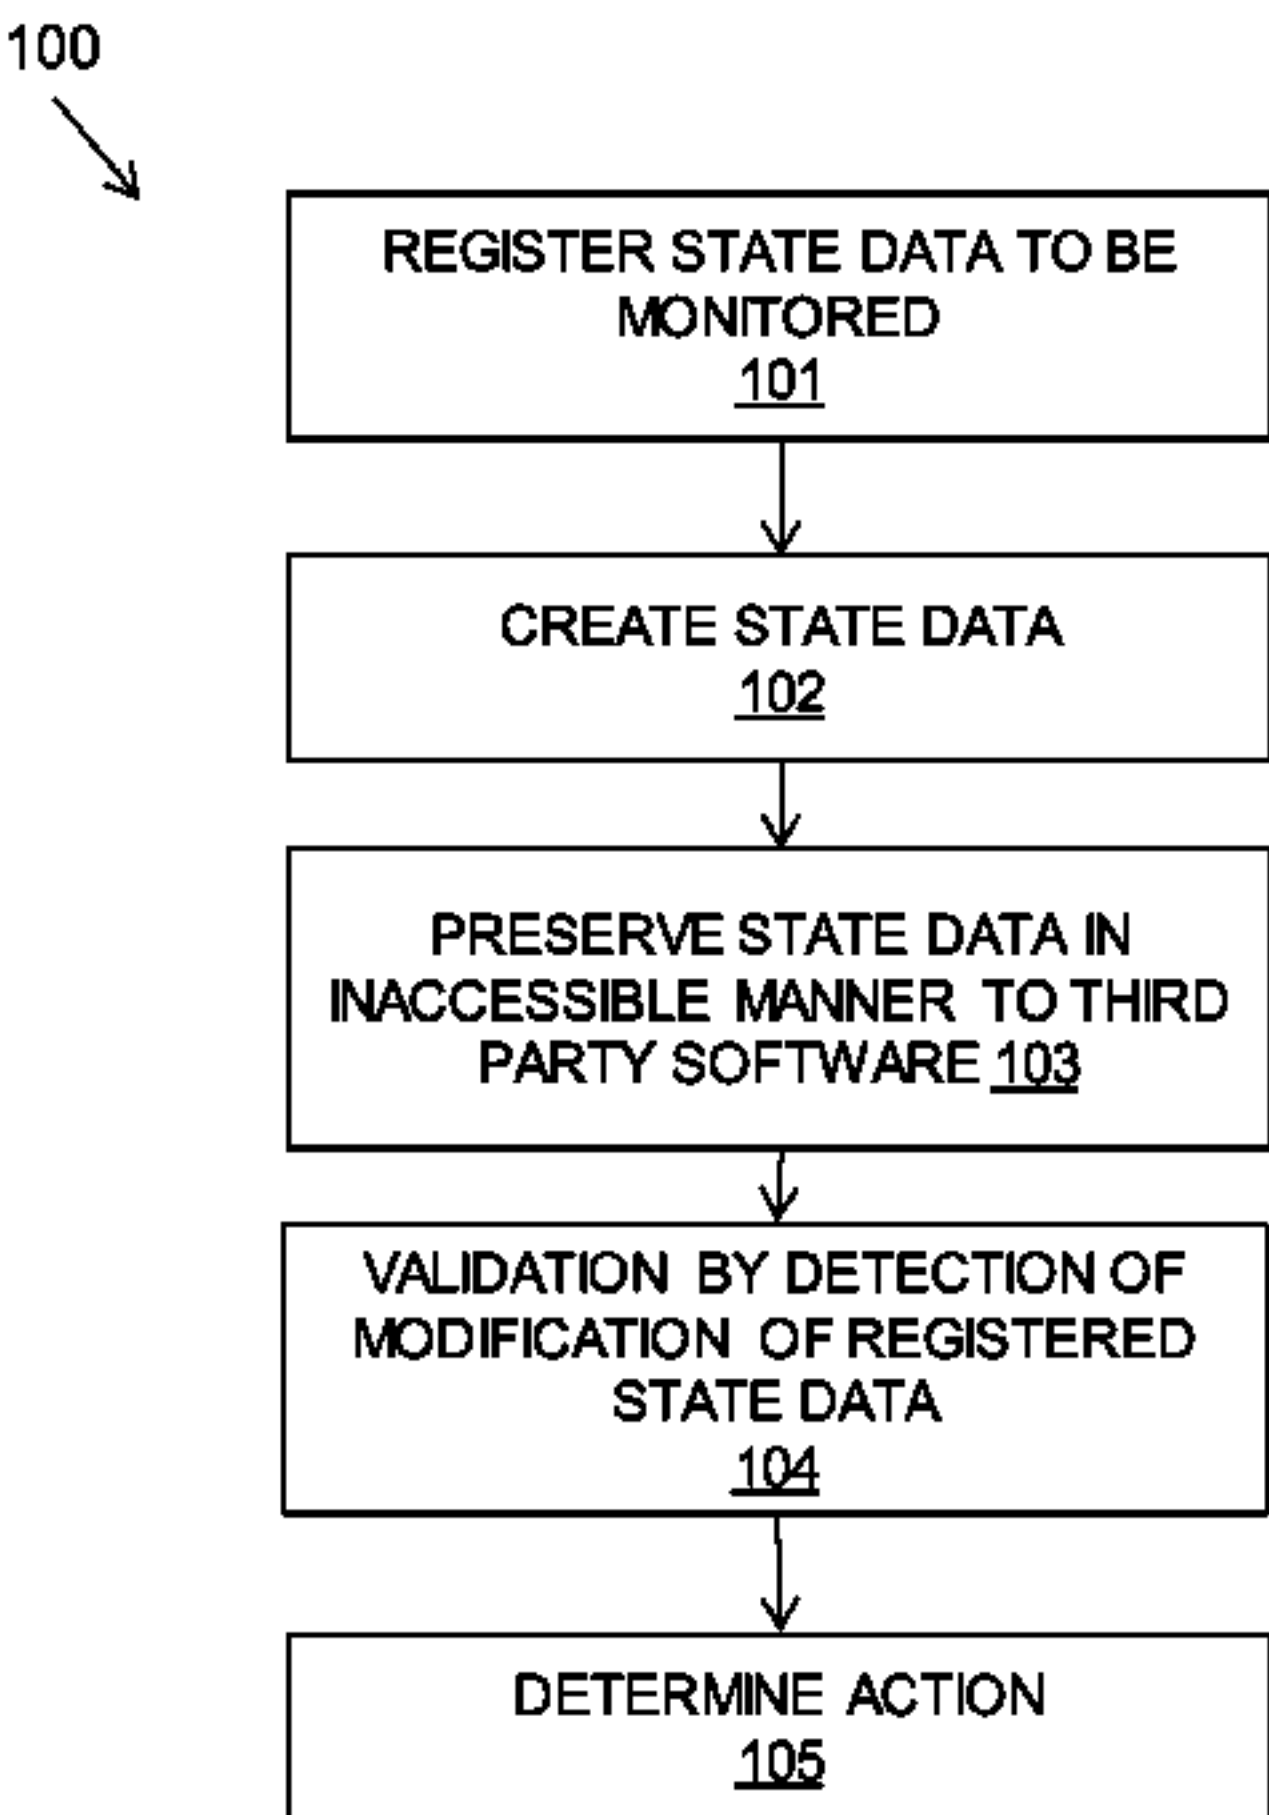 100
REGISTER STATE DATA TO BE
MONITORED
101
CREATE STATE DATA
102
PRESERVE STATE DATA IN
INACCESSIBLE MANNER TO THIRD
PARTY SOFTWARE 103
VALIDATION BY DETECTION OF
MODIFICATION OF REGISTERED
STATE DATA
104
DETERMINE ACTION
105